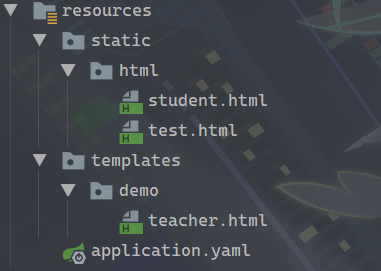 resources
static
html
student.html
test.html
templates
demo
teacher.html
application.yaml